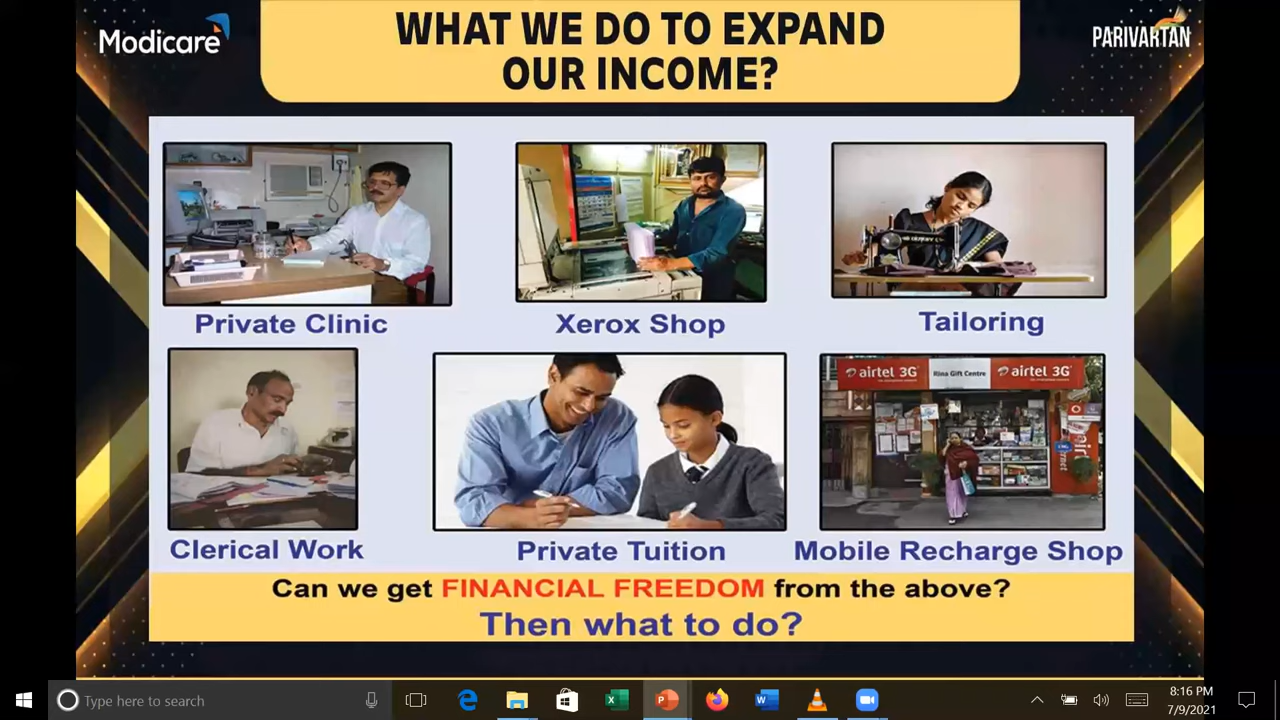 Modicare
WHAT WE DO TO EXPAND
OUR INCOME?
PARIVARTAN
Private Clinic
Xerox Shop
Tailoring
airtel 3G
Rina Gift Centre
airtel 3G
Clerical Work
Private Tuition
Mobile Recharge Shop
Can we get FINANCIAL FREEDOM from the above?
Then what to do?
Type here to search
8:16 PM
7/9/2021